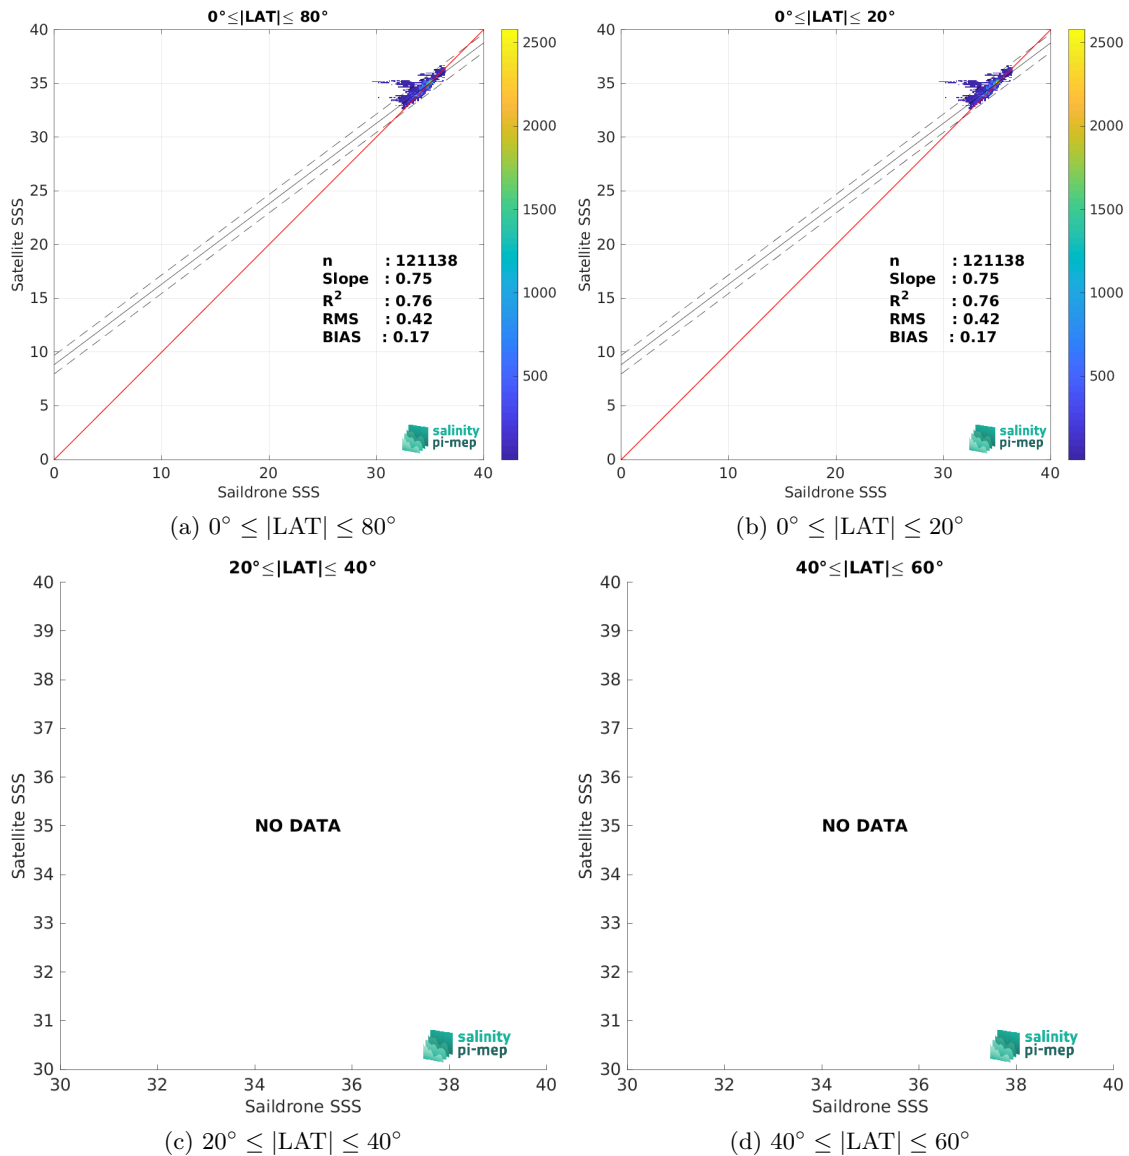 0°≤|LAT|≤ 80°
40
35
30
25
20
15
10
5
0
Satellite SSS
n : 121138
Slope : 0.75
R² : 0.76
RMS : 0.42
BIAS : 0.17
salinity
pi-mep
0 10 20 30 40
Saildrone SSS
2500
2000
1500
1000
500
(a) 0° ≤ |LAT| ≤ 80°
0°≤|LAT|≤ 20°
40
35
30
25
20
15
10
5
0
Satellite SSS
n : 121138
Slope : 0.75
R² : 0.76
RMS : 0.42
BIAS : 0.17
salinity
pi-mep
0 10 20 30 40
Saildrone SSS
2500
2000
1500
1000
500
(b) 0° ≤ |LAT| ≤ 20°
20°≤|LAT|≤ 40°
40
39
38
37
36
35
34
33
32
31
30
Satellite SSS
NO DATA
salinity
pi-mep
30 32 34 36 38 40
Saildrone SSS
(c) 20° ≤ |LAT| ≤ 40°
40°≤|LAT|≤ 60°
40
39
38
37
36
35
34
33
32
31
30
Satellite SSS
NO DATA
salinity
pi-mep
30 32 34 36 38 40
Saildrone SSS
(d) 40° ≤ |LAT| ≤ 60°